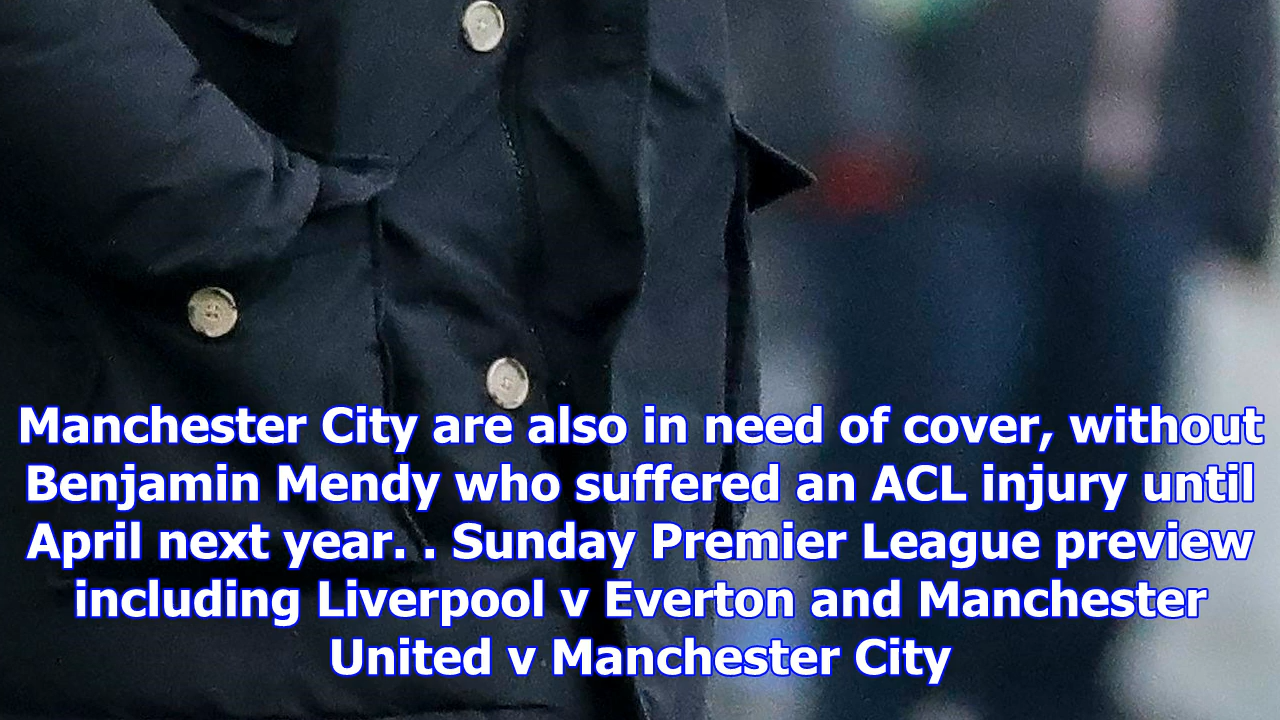 Manchester City are also in need of cover, without
Benjamin Mendy who suffered an ACL injury until
April next year. . Sunday Premier League preview
including Liverpool v Everton and Manchester
United v Manchester City